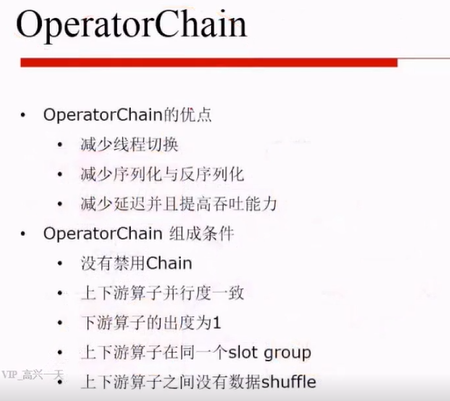 OperatorChain
• OperatorChain的优点
• 减少线程切换
• 减少序列化与反序列化
• 减少延迟并且提高吞吐能力
• OperatorChain 组成条件
• 没有禁用Chain
• 上下游算子并行度一致
• 下游算子的出度为1
• 上下游算子在同一个slot group
• 上下游算子之间没有数据shuffle
VIP_高兴一天